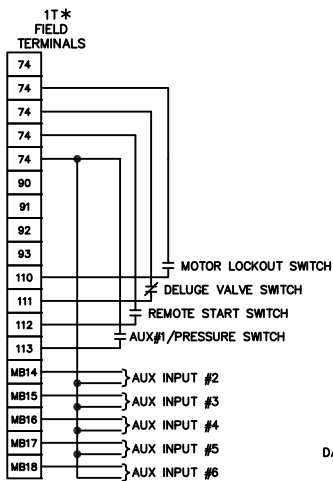 1T*
FIELD
TERMINALS
74
74
74
74
74
90
91
92
93
110
111
112
113
MB14
MB15
MB16
MB17
MB18
MOTOR LOCKOUT SWITCH
DELUGE VALVE SWITCH
REMOTE START SWITCH
AUX#1/PRESSURE SWITCH
AUX INPUT #2
AUX INPUT #3
AUX INPUT #4
AUX INPUT #5
AUX INPUT #6
DA